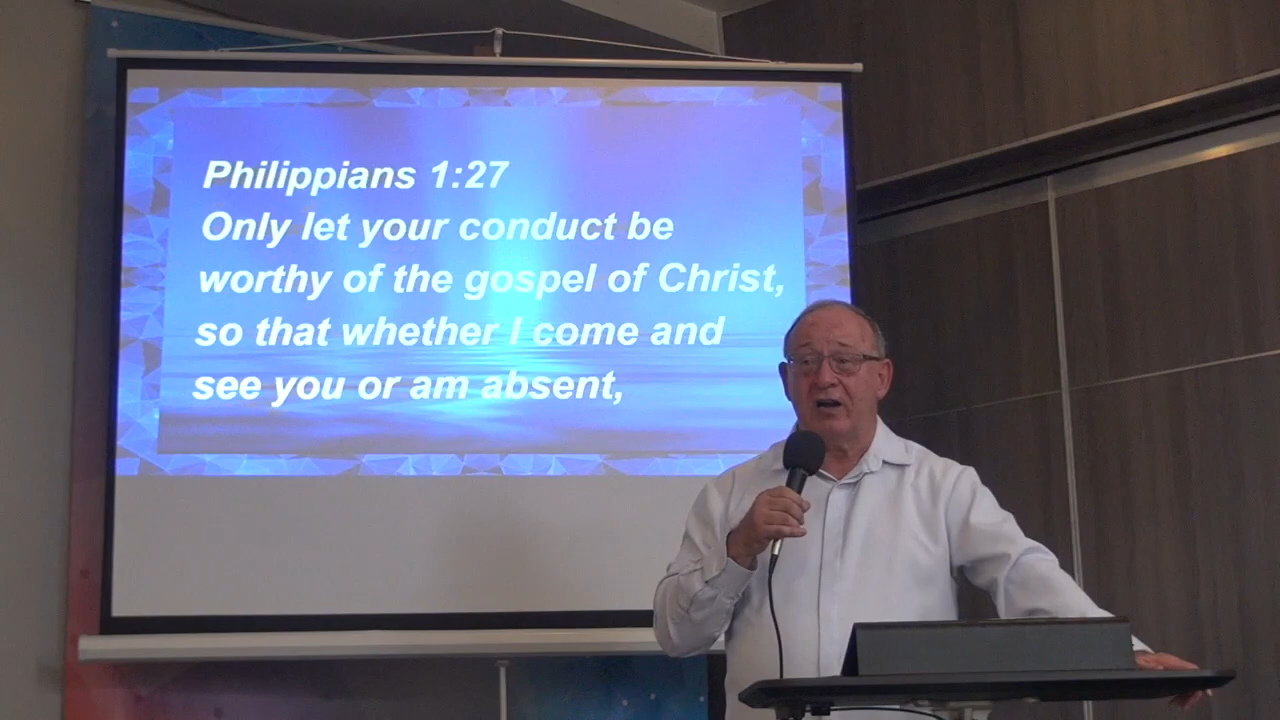 Philippians 1:27
Only let your conduct be
worthy of the gospel of Christ,
so that whether I come and
see you or am absent,